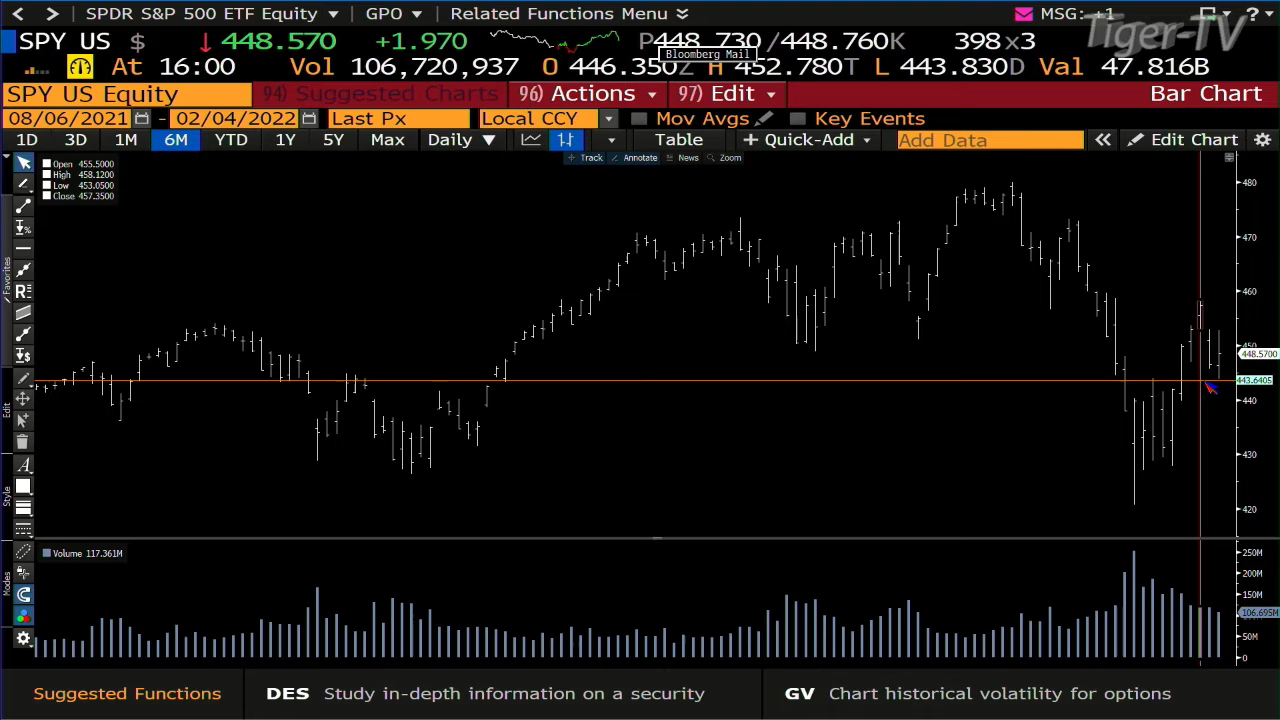 SPDR S&P 500 ETF Equity GPO Related Functions Menu MSG: +1 ?
Tiger-TV
SPY US $ ↓ 448.570 +1.970 P448.730/448.760K 398x3
Bloomberg Mail
At 16:00 Vol 106,720,937 O 446.350Z H 452.780T L 443.830D Val 47.816B
SPY US Equity 94) Suggested Charts 96) Actions 97) Edit Bar Chart
08/06/2021 - 02/04/2022 Last Px Local CCY Mov Avgs Key Events
1D 3D 1M 6M YTD 1Y 5Y Max Daily Table + Quick-Add Add Data Edit Chart
Track Annotate News Zoom
Open 455.5000
High 458.1200
Low 453.0500
Close 457.3500
480
470
460
450
448.5700
443.6405
440
430
420
Favorites
Edit
Style
Modes
Volume 117.361M
250M
200M
150M
106.695M
50M
0
Suggested Functions DES Study in-depth information on a security GV Chart historical volatility for options